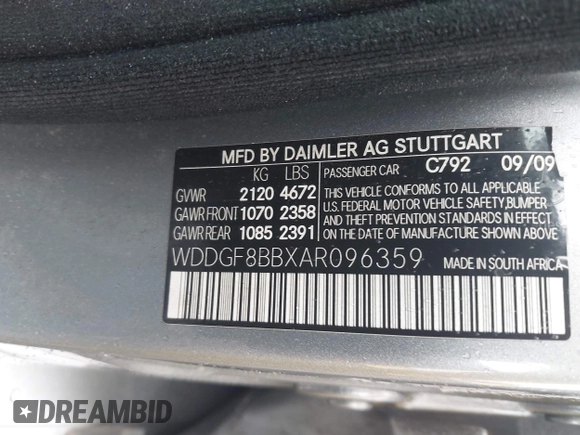 MFD BY DAIMLER AG STUTTGART
KG LBS PASSENGER CAR C792 09/09
GVWR 2120 4672 THIS VEHICLE CONFORMS TO ALL APPLICABLE
GAWR FRONT 1070 2358 U.S. FEDERAL MOTOR VEHICLE SAFETY, BUMPER
GAWR REAR 1085 2391 AND THEFT PREVENTION STANDARDS IN EFFECT
ON THE DATE OF MANUFACTURE SHOWN ABOVE.
WDDGF8BBXAR096359 MADE IN SOUTH AFRICA
DREAMBID